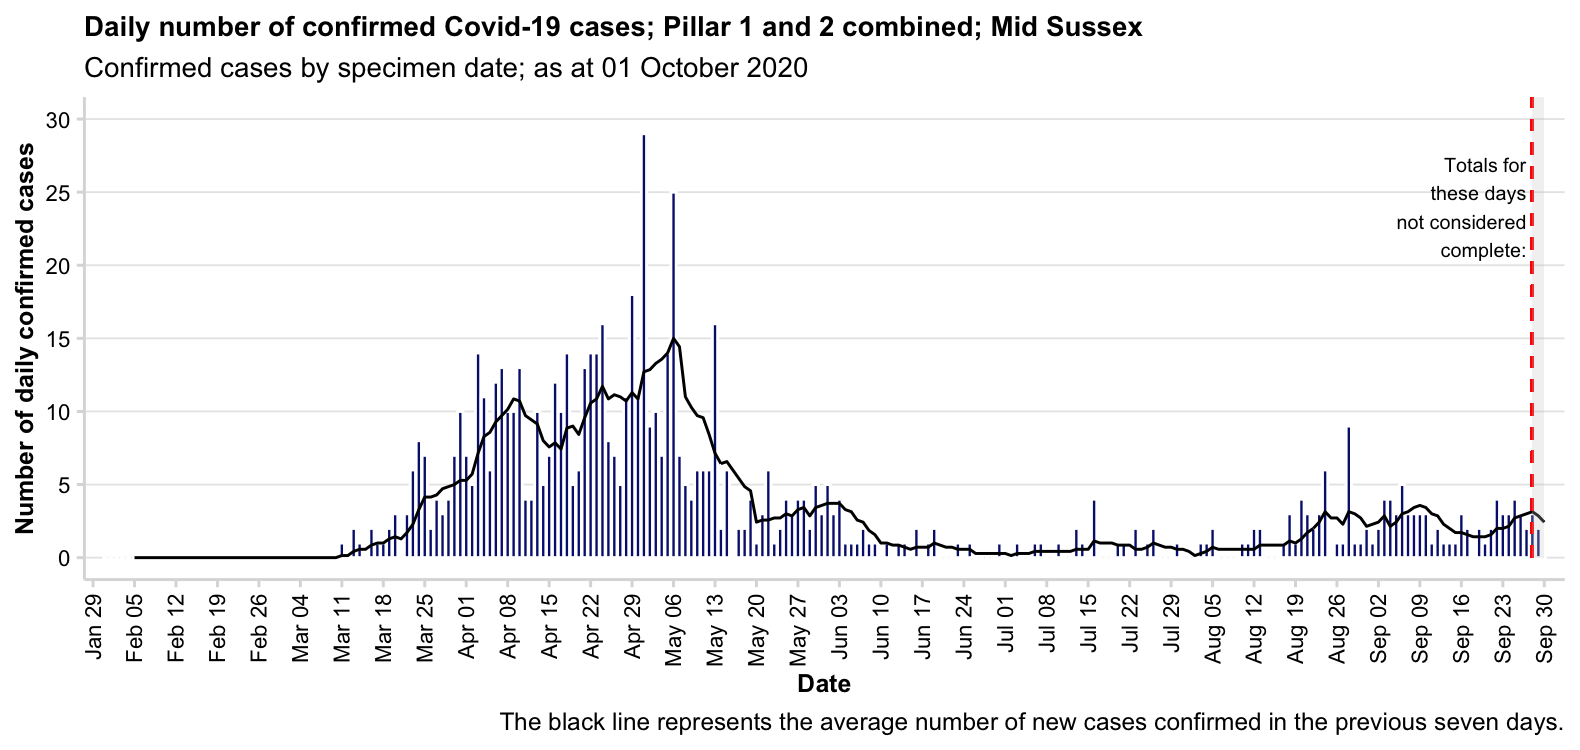 Daily number of confirmed Covid-19 cases; Pillar 1 and 2 combined; Mid Sussex
Confirmed cases by specimen date; as at 01 October 2020
Number of daily confirmed cases
30
25
20
15
10
5
0
Totals for
these days
not considered
complete:
Jan 29
Feb 05
Feb 12
Feb 19
Feb 26
Mar 04
Mar 11
Mar 18
Mar 25
Apr 01
Apr 08
Apr 15
Apr 22
Apr 29
May 06
May 13
May 20
May 27
Jun 03
Jun 10
Jun 17
Jun 24
Jul 01
Jul 08
Jul 15
Jul 22
Jul 29
Aug 05
Aug 12
Aug 19
Aug 26
Sep 02
Sep 09
Sep 16
Sep 23
Sep 30
Date
The black line represents the average number of new cases confirmed in the previous seven days.